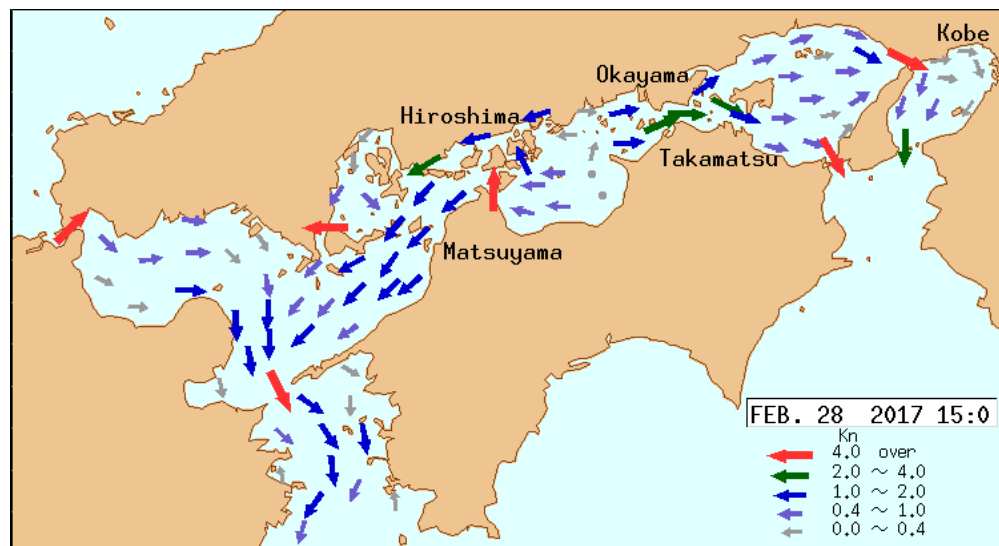 Kobe
Okayama
Hiroshima
Takamatsu
Matsuyama
FEB. 28 2017 15:0
Kn
4.0 over
2.0 ～ 4.0
1.0 ～ 2.0
0.4 ～ 1.0
0.0 ～ 0.4